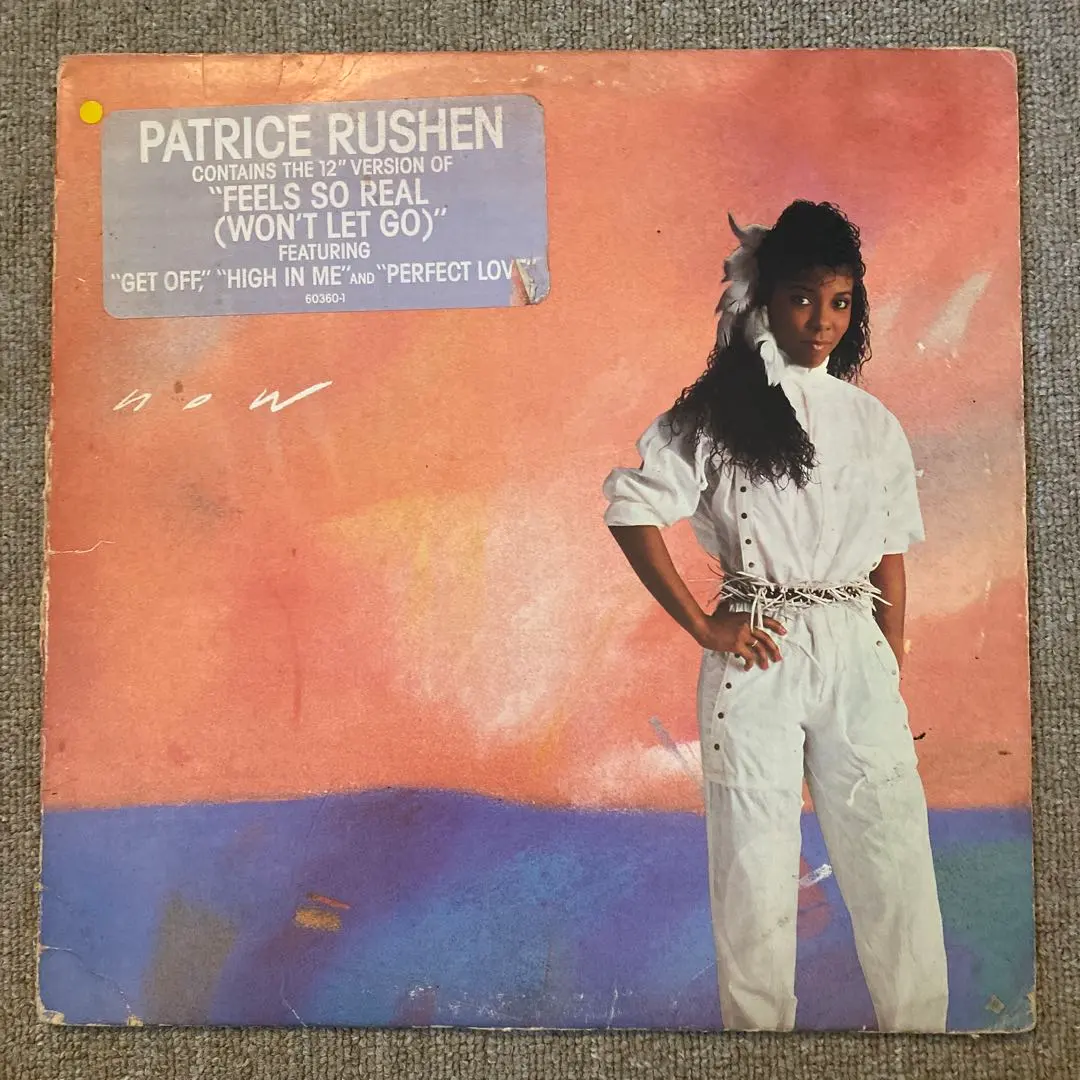 PATRICE RUSHEN
CONTAINS THE 12" VERSION OF
"FEELS SO REAL
(WON'T LET GO)"
FEATURING
"GET OFF," "HIGH IN ME" AND "PERFECT LOVE"
60360-1
now